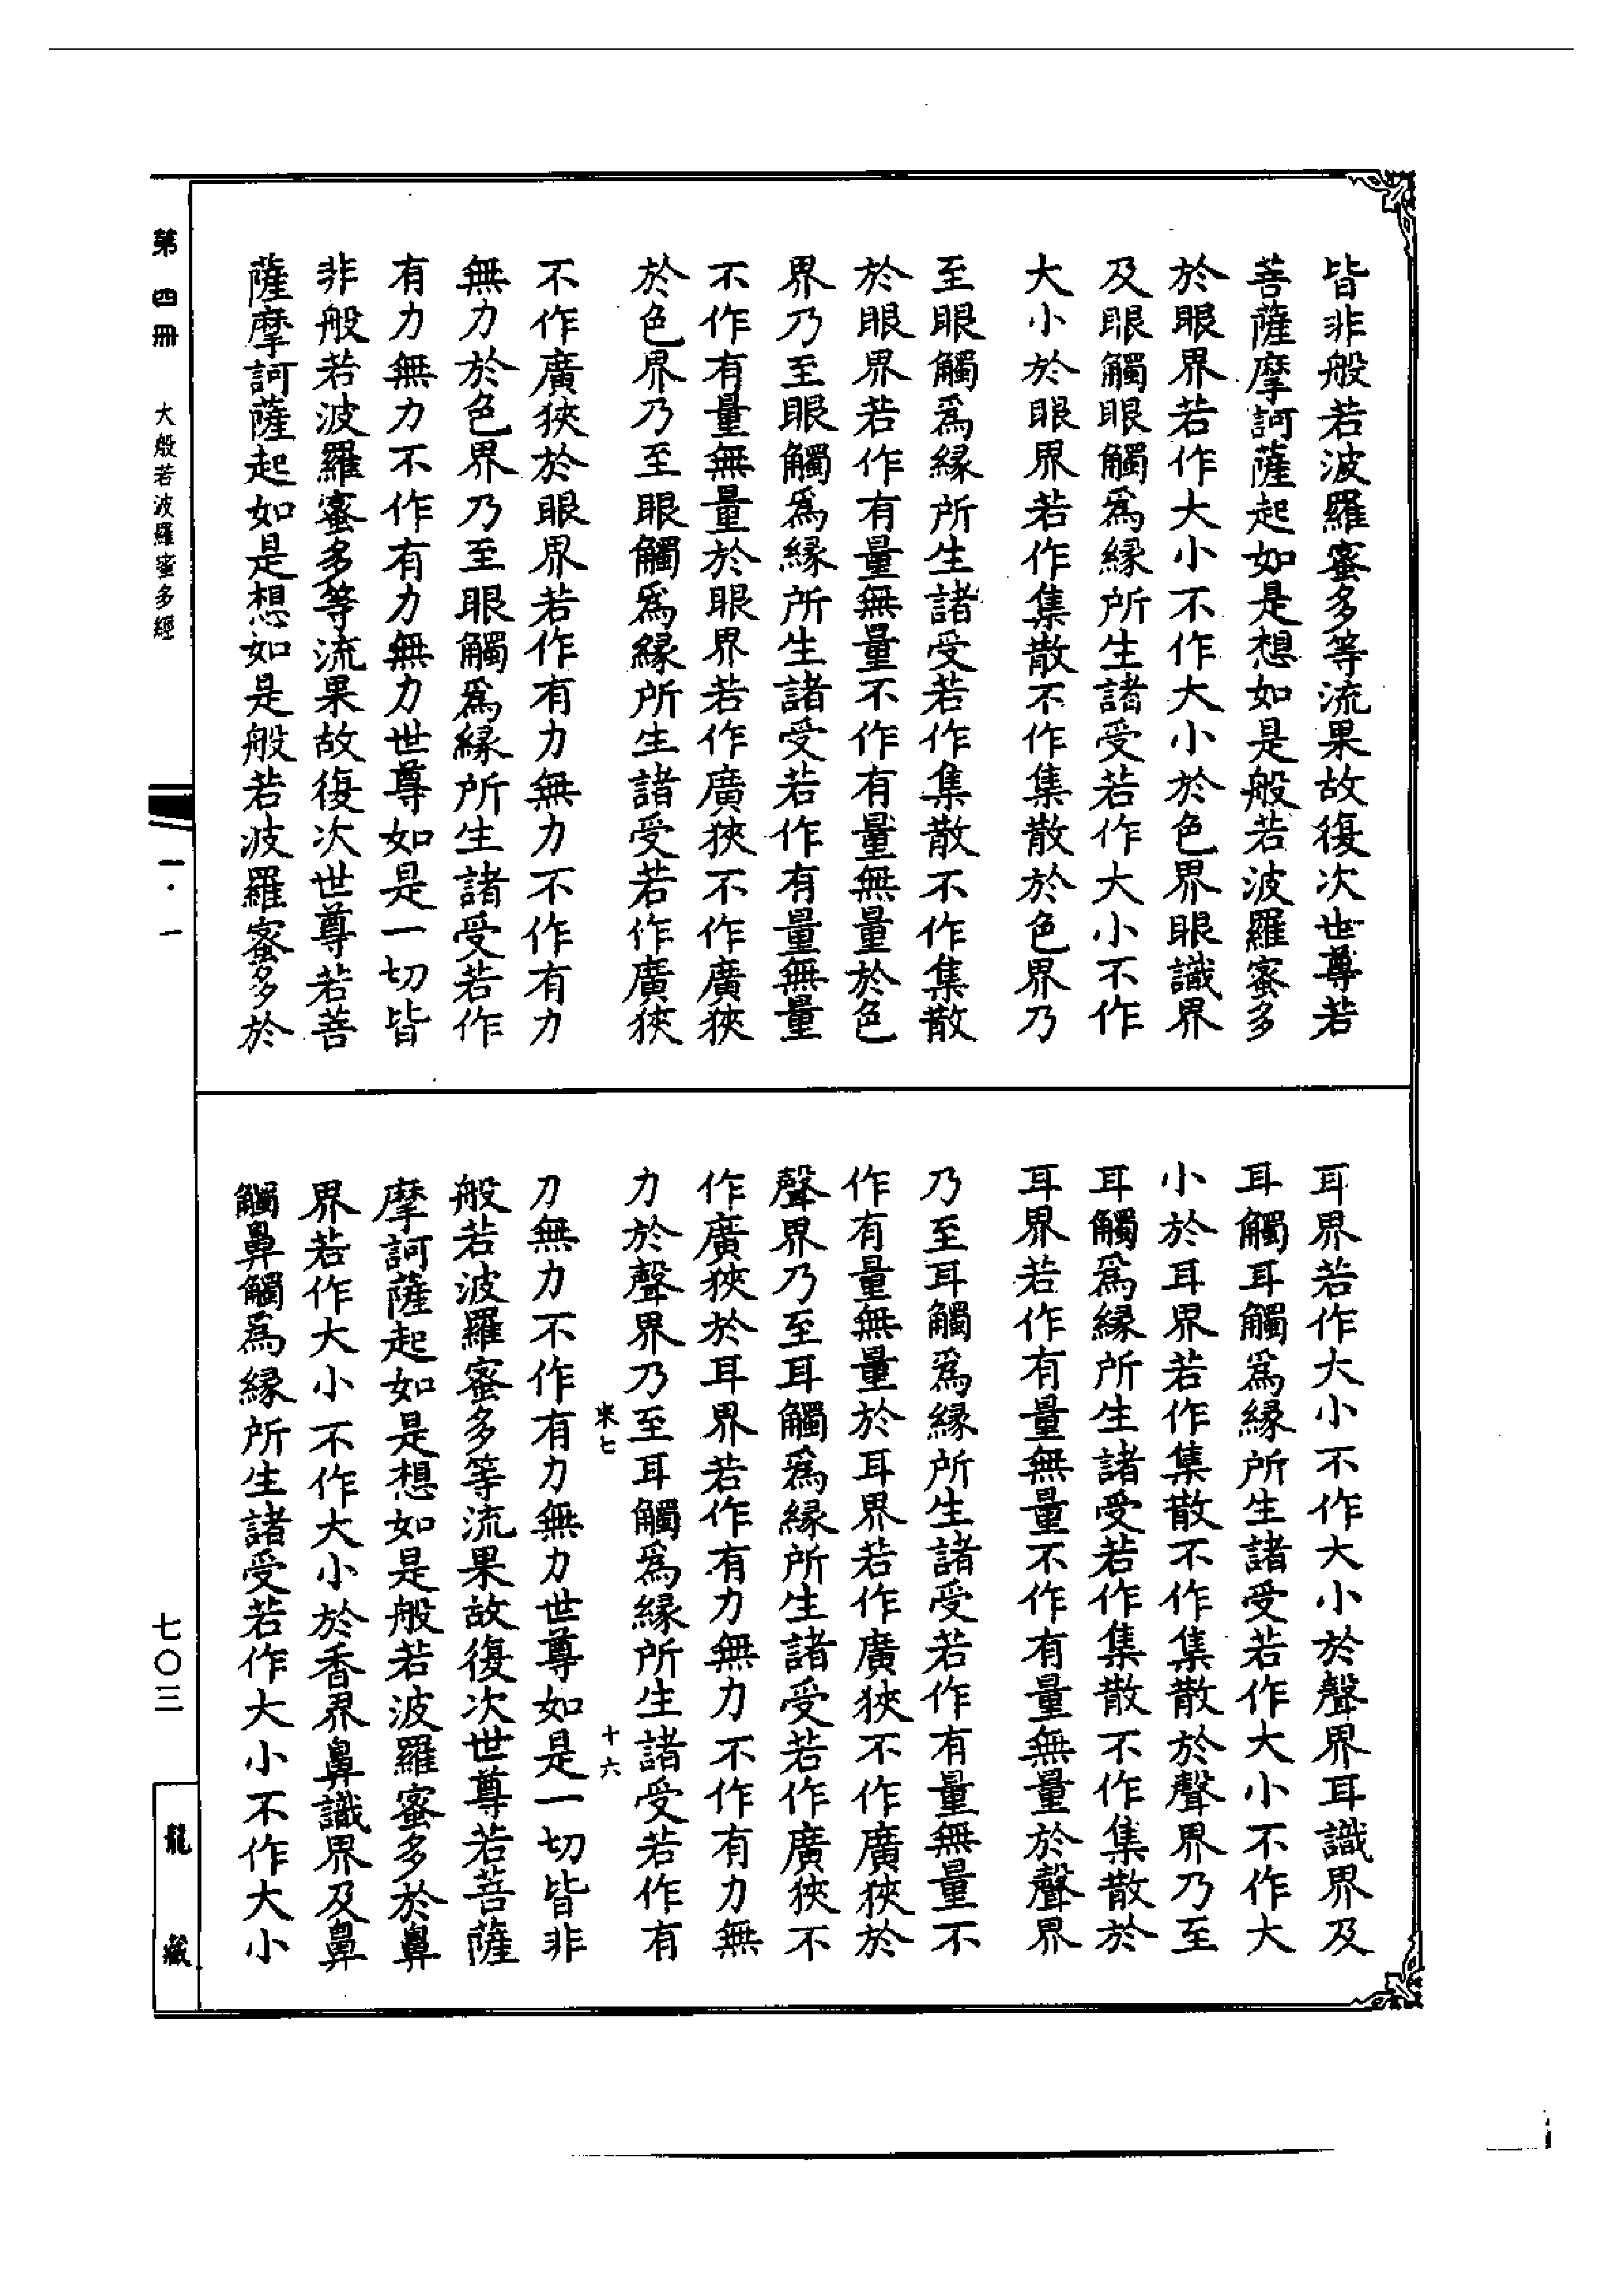 皆非般若波羅蜜多等流果故復次世尊若
菩薩摩訶薩起如是想如是般若波羅蜜多
於眼界若作大小不作大小於色界眼識界
及眼觸眼觸爲緣所生諸受若作大小不作
大小於眼界若作集散不作集散於色界乃
至眼觸爲緣所生諸受若作集散不作集散
於眼界若作有量無量不作有量無量於色
界乃至眼觸爲緣所生諸受若作有量無量
不作有量無量於眼界若作廣狹不作廣狹
於色界乃至眼觸爲緣所生諸受若作廣狹
不作廣狹於眼界若作有力無力不作有力
無力於色界乃至眼觸爲緣所生諸受若作
有力無力不作有力無力世尊如是一切皆
非般若波羅蜜多等流果故復次世尊若菩
薩摩訶薩起如是想如是般若波羅蜜多於
耳界若作大小不作大小於聲界耳識界及
耳觸耳觸爲緣所生諸受若作大小不作大
小於耳界若作集散不作集散於聲界乃至
耳觸爲緣所生諸受若作集散不作集散於
耳界若作有量無量不作有量無量於聲界
乃至耳觸爲緣所生諸受若作有量無量不
作有量無量於耳界若作廣狹不作廣狹於
聲界乃至耳觸爲緣所生諸受若作廣狹不
作廣狹於耳界若作有力無力不作有力無
力於聲界乃至耳觸爲緣所生諸受若作有
力無力不作有力無力世尊如是一切皆非
般若波羅蜜多等流果故復次世尊若菩薩
摩訶薩起如是想如是般若波羅蜜多於鼻
界若作大小不作大小於香界鼻識界及鼻
觸鼻觸爲緣所生諸受若作大小不作大小
七
十六
第四冊 大般若波羅蜜多經
一·一
七〇三
龍藏